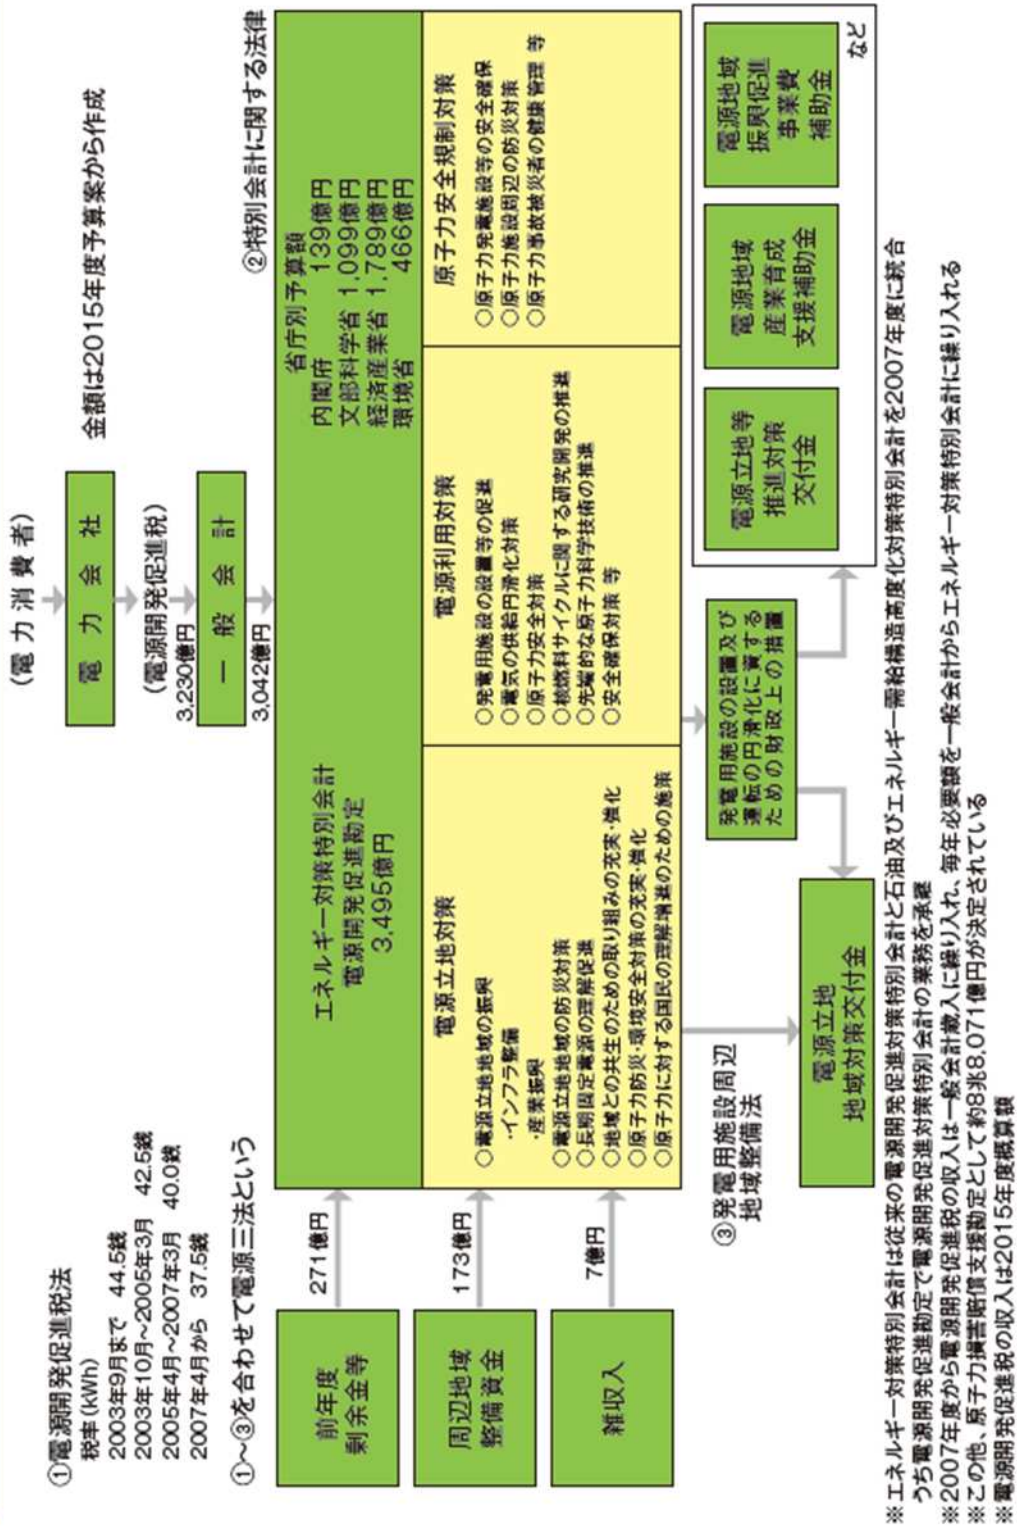 (電力消費者)
電力会社
金額は2015年度予算案から作成
①電源開発促進税法
税率(kWh)
2003年9月まで 44.5銭
2003年10月~2005年3月 42.5銭
2005年4月~2007年3月 40.0銭
2007年4月から 37.5銭
(電源開発促進税)
3,230億円
一般会計
3,042億円
①~③を合わせて電源三法という
②特別会計に関する法律
前年度
剰余金等
271億円
周辺地域
整備資金
173億円
雑収入
7億円
エネルギー対策特別会計
電源開発促進勘定
3,495億円
省庁別予算額
内閣府 139億円
文部科学省 1,099億円
経済産業省 1,789億円
環境省 466億円
電源立地対策
○電源立地地域の振興
・インフラ整備
・産業振興
○電源立地地域の防災対策
○長期固定電源の理解促進
○地域との共生のための取り組みの充実・強化
○原子力防災・環境安全対策の充実・強化
○原子力に対する国民の理解増進のための施策
電源利用対策
○発電用施設の設置等の促進
○電気の供給円滑化対策
○原子力安全対策
○核燃料サイクルに関する研究開発の推進
○先端的な原子力科学技術の推進
○安全確保対策 等
原子力安全規制対策
○原子力発電施設等の安全確保
○原子力施設周辺の防災対策
○原子力事故被災者の健康管理 等
③発電用施設周辺
地域整備法
発電用施設の設置及び
運転の円滑化に資する
ための財政上の措置
電源立地
地域対策交付金
電源立地等
推進対策
交付金
電源地域
産業育成
支援補助金
電源地域
振興促進
事業費
補助金
など
※エネルギー対策特別会計は従来の電源開発促進対策特別会計と石油及びエネルギー需給構造高度化対策特別会計を2007年度に統合
うち電源開発促進勘定で電源開発促進対策特別会計の業務を承継
※2007年度から電源開発促進税の収入は一般会計歳入に繰り入れ、毎年必要額を一般会計からエネルギー対策特別会計に繰り入れる
※この他、原子力損害賠償支援勘定として約8兆8,071億円が決定されている
※電源開発促進税の収入は2015年度概算額